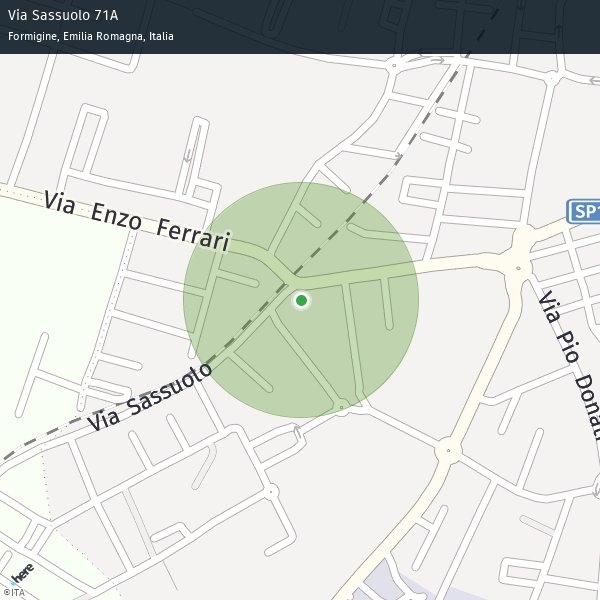 Via Sassuolo 71A
Formigine, Emilia Romagna, Italia
Via Enzo Ferrari
SP1
Via Pio Donati
Via Sassuolo
here
©ITA